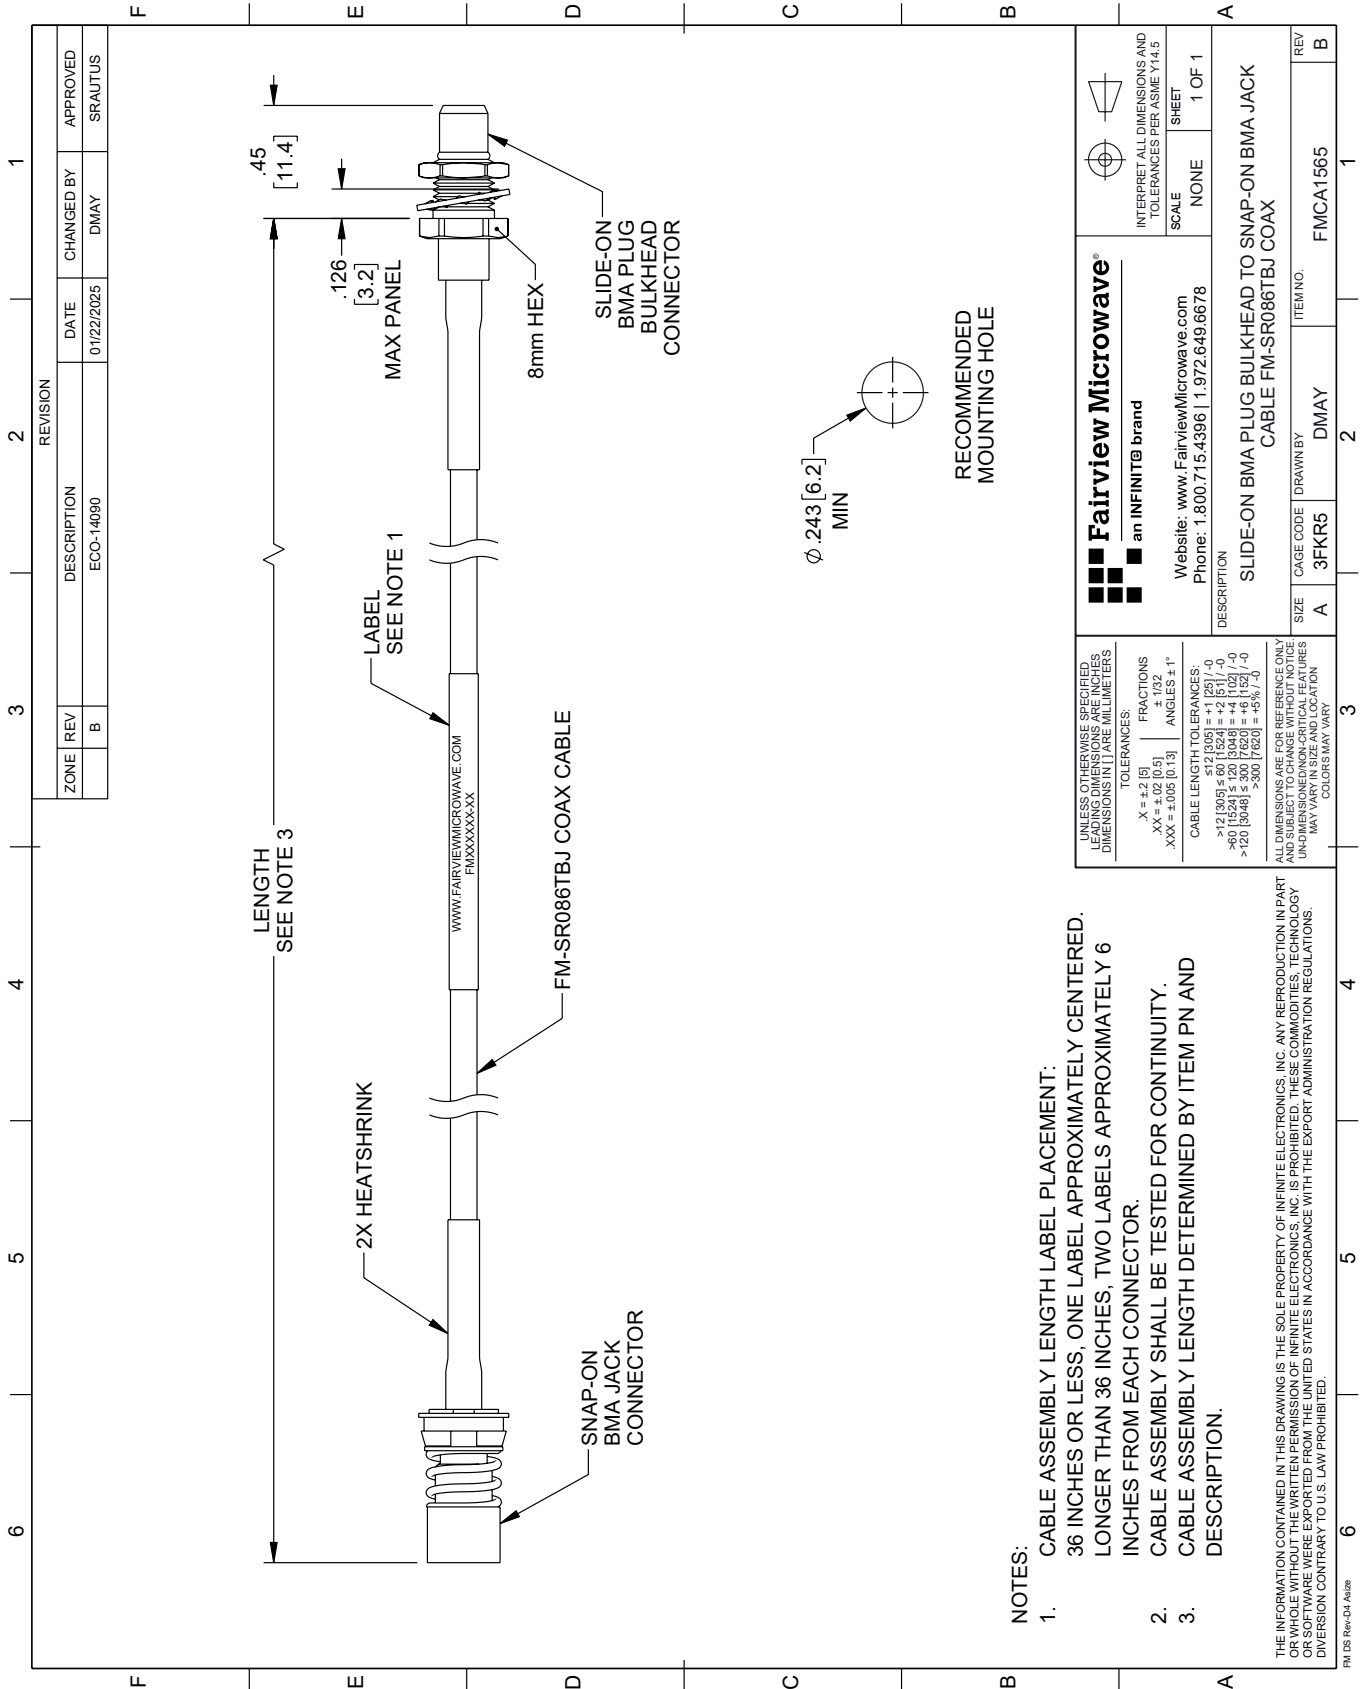 6
5
4
3
2
1
F
E
D
C
B
A
REVISION
ZONE
REV
DESCRIPTION
DATE
CHANGED BY
APPROVED
B
ECO-14090
01/22/2025
DMAY
SRAUTUS
LENGTH
SEE NOTE 3
.45
[11.4]
.126
[3.2]
MAX PANEL
2X HEATSHRINK
LABEL
SEE NOTE 1
WWW.FAIRVIEWMICROWAVE.COM
FMXXXXXX-XX
8mm HEX
SNAP-ON
BMA JACK
CONNECTOR
FM-SR086TBJ COAX CABLE
SLIDE-ON
BMA PLUG
BULKHEAD
CONNECTOR
Ø .243 [6.2]
MIN
RECOMMENDED
MOUNTING HOLE
NOTES:
1. CABLE ASSEMBLY LENGTH LABEL PLACEMENT:
36 INCHES OR LESS, ONE LABEL APPROXIMATELY CENTERED.
LONGER THAN 36 INCHES, TWO LABELS APPROXIMATELY 6
INCHES FROM EACH CONNECTOR.
2. CABLE ASSEMBLY SHALL BE TESTED FOR CONTINUITY.
3. CABLE ASSEMBLY LENGTH DETERMINED BY ITEM PN AND
DESCRIPTION.
THE INFORMATION CONTAINED IN THIS DRAWING IS THE SOLE PROPERTY OF INFINITE ELECTRONICS, INC. ANY REPRODUCTION IN PART
OR WHOLE WITHOUT THE WRITTEN PERMISSION OF INFINITE ELECTRONICS, INC. IS PROHIBITED. THESE COMMODITIES, TECHNOLOGY
OR SOFTWARE WERE EXPORTED FROM THE UNITED STATES IN ACCORDANCE WITH THE EXPORT ADMINISTRATION REGULATIONS.
DIVERSION CONTRARY TO U.S. LAW PROHIBITED.
UNLESS OTHERWISE SPECIFIED
LEADING DIMENSIONS ARE INCHES
DIMENSIONS IN [ ] ARE MILLIMETERS
TOLERANCES:
.X = ±.2 [5]
.XX = ±.02 [0.5]
.XXX = ±.005 [0.13]
FRACTIONS
± 1/32
ANGLES ± 1°
CABLE LENGTH TOLERANCES:
≤12 [305] = +1 [25] / -0
>12 [305] ≤ 60 [1524] = +2 [51] / -0
>60 [1524] ≤ 120 [3048] = +4 [102] / -0
>120 [3048] ≤ 300 [7620] = +6 [152] / -0
>300 [7620] = +5% / -0
ALL DIMENSIONS ARE FOR REFERENCE ONLY
AND SUBJECT TO CHANGE WITHOUT NOTICE.
UN-DIMENSIONED/NON-CRITICAL FEATURES
MAY VARY IN SIZE AND LOCATION
COLORS MAY VARY
Fairview Microwave®
an INFINIT@ brand
Website: www.FairviewMicrowave.com
Phone: 1.800.715.4396 | 1.972.649.6678
INTERPRET ALL DIMENSIONS AND
TOLERANCES PER ASME Y14.5
SCALE
NONE
SHEET
1 OF 1
DESCRIPTION
SLIDE-ON BMA PLUG BULKHEAD TO SNAP-ON BMA JACK
CABLE FM-SR086TBJ COAX
SIZE
A
CAGE CODE
3FKR5
DRAWN BY
DMAY
ITEM NO.
FMCA1565
REV
B
F
E
D
C
B
A
FM DS Rev-D4 Asize
6
5
4
3
2
1